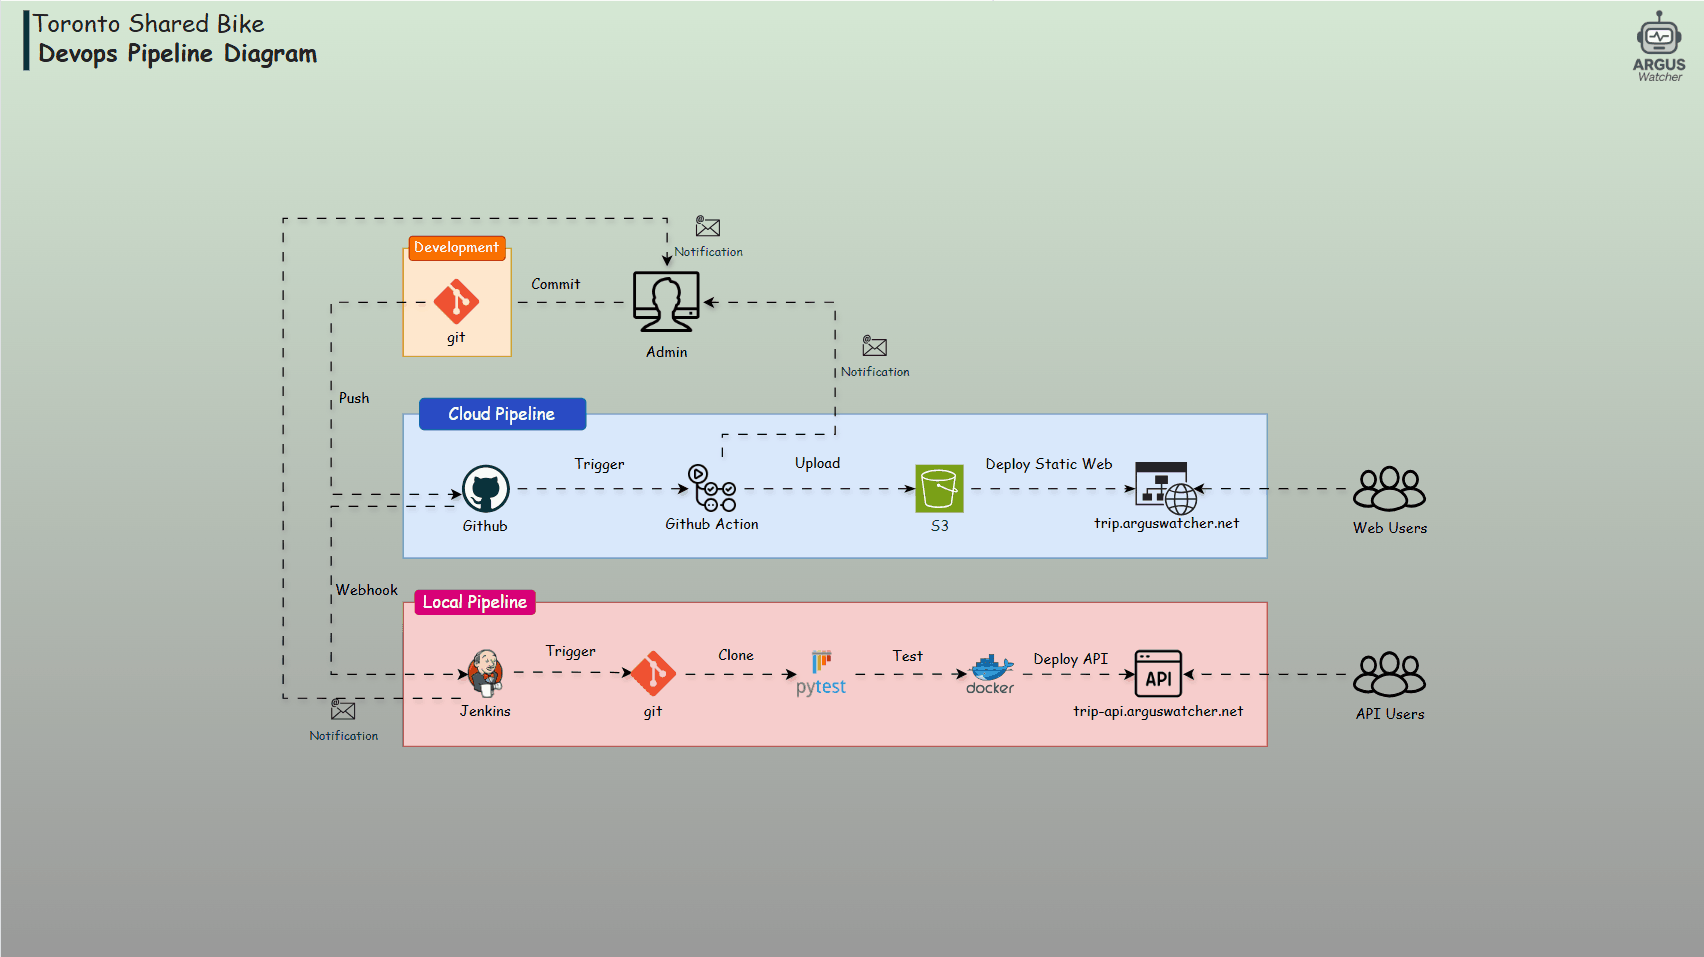 Toronto Shared Bike
Devops Pipeline Diagram
ARGUS
Watcher
Notification
Development
Commit
git
Admin
Notification
Push
Cloud Pipeline
Trigger
Upload
Deploy Static Web
Github
Github Action
S3
trip.arguswatcher.net
Web Users
Webhook
Local Pipeline
Trigger
Clone
Test
Deploy API
API
pytest
docker
Jenkins
git
trip-api.arguswatcher.net
API Users
Notification